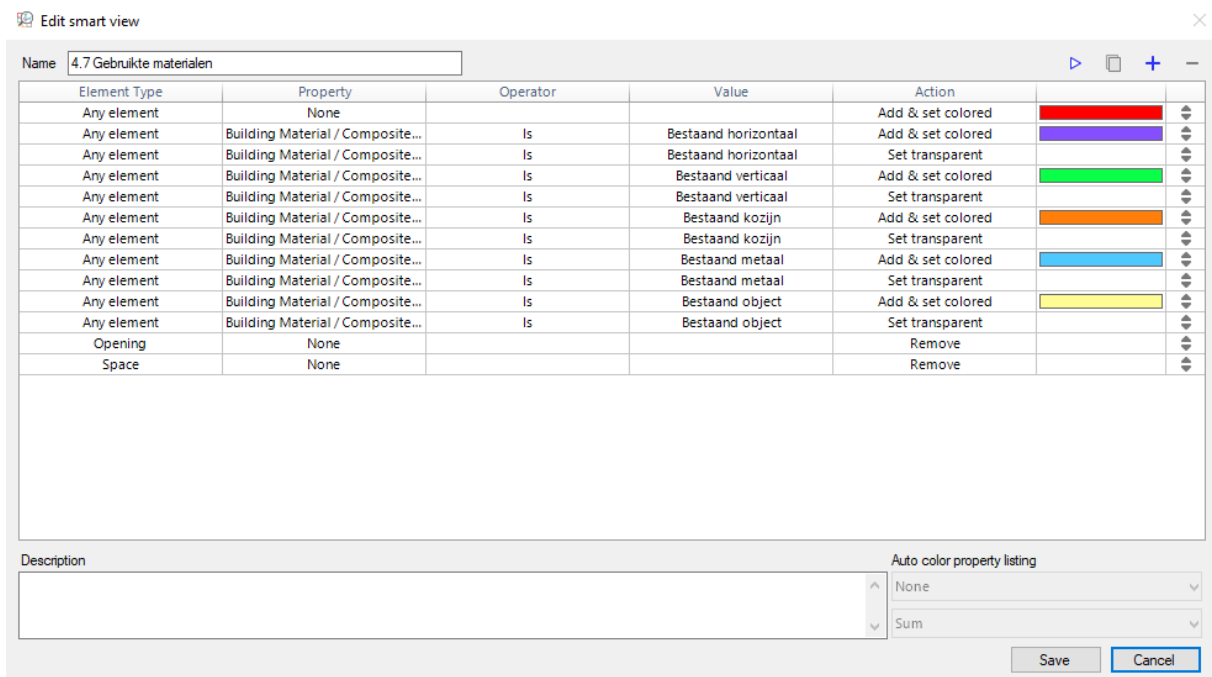 Edit smart view
Name 4.7 Gebruikte materialen
Element Type Property Operator Value Action
Any element None Add & set colored
Any element Building Material / Composite... Is Bestaand horizontaal Add & set colored
Any element Building Material / Composite... Is Bestaand horizontaal Set transparent
Any element Building Material / Composite... Is Bestaand verticaal Add & set colored
Any element Building Material / Composite... Is Bestaand verticaal Set transparent
Any element Building Material / Composite... Is Bestaand kozijn Add & set colored
Any element Building Material / Composite... Is Bestaand kozijn Set transparent
Any element Building Material / Composite... Is Bestaand metaal Add & set colored
Any element Building Material / Composite... Is Bestaand metaal Set transparent
Any element Building Material / Composite... Is Bestaand object Add & set colored
Any element Building Material / Composite... Is Bestaand object Set transparent
Opening None Remove
Space None Remove
Description Auto color property listing
None
Sum
Save Cancel